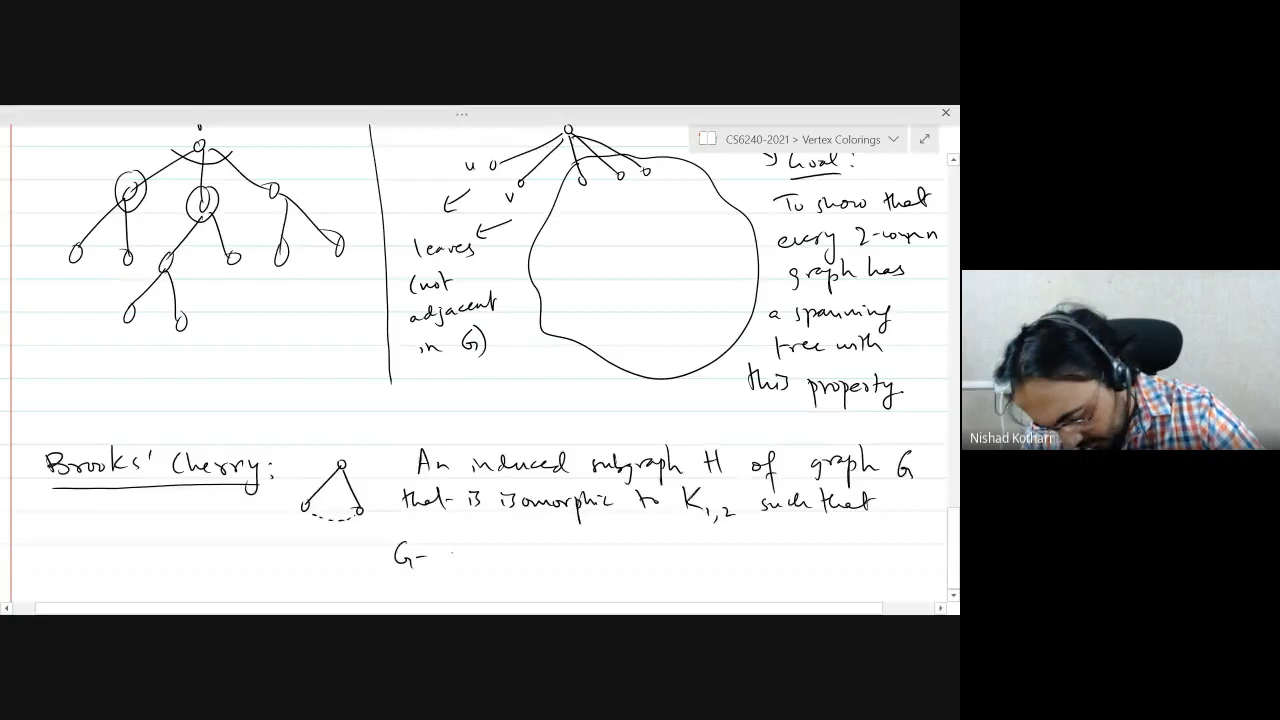 CS6240-2021 > Vertex Colorings
u
v
leaves
(not
adjacent
in G)
Goal:
To show that
every 2-conn
graph has
a spanning
tree with
this property
Brooks' Cherry:
An induced subgraph H of graph G
that is isomorphic to K1,2 such that
G-
Nishad Kothari